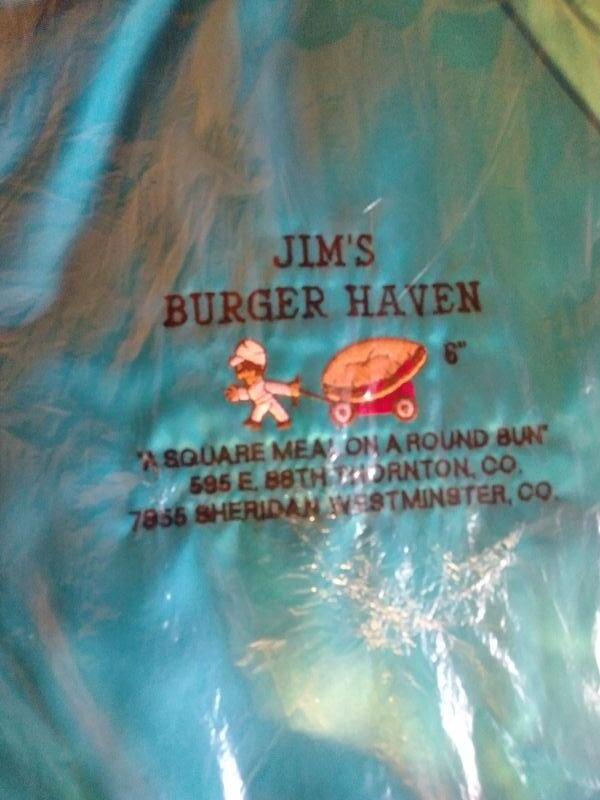 JIM'S
BURGER HAVEN
6"
"A SQUARE MEAL ON A ROUND BUN"
595 E. 88TH THORNTON, CO.
7855 SHERIDAN WESTMINSTER, CO.